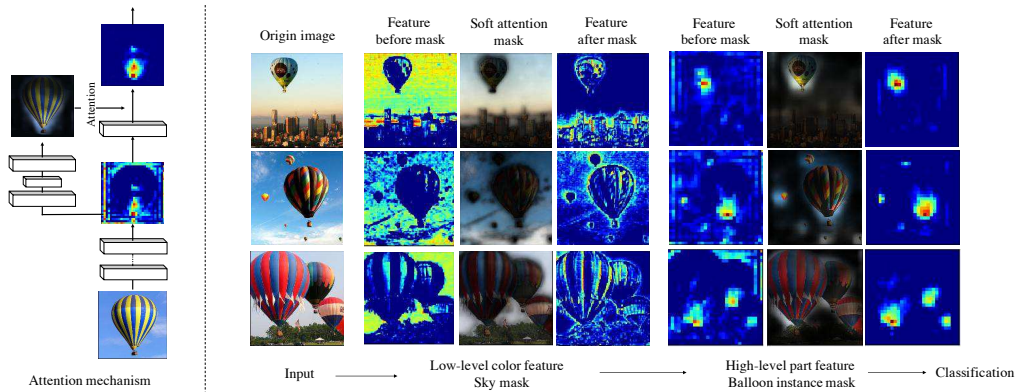 Attention
Attention mechanism
Origin image
Feature
before mask
Soft attention
mask
Feature
after mask
Feature
before mask
Soft attention
mask
Feature
after mask
Input
Low-level color feature
Sky mask
High-level part feature
Balloon instance mask
Classification